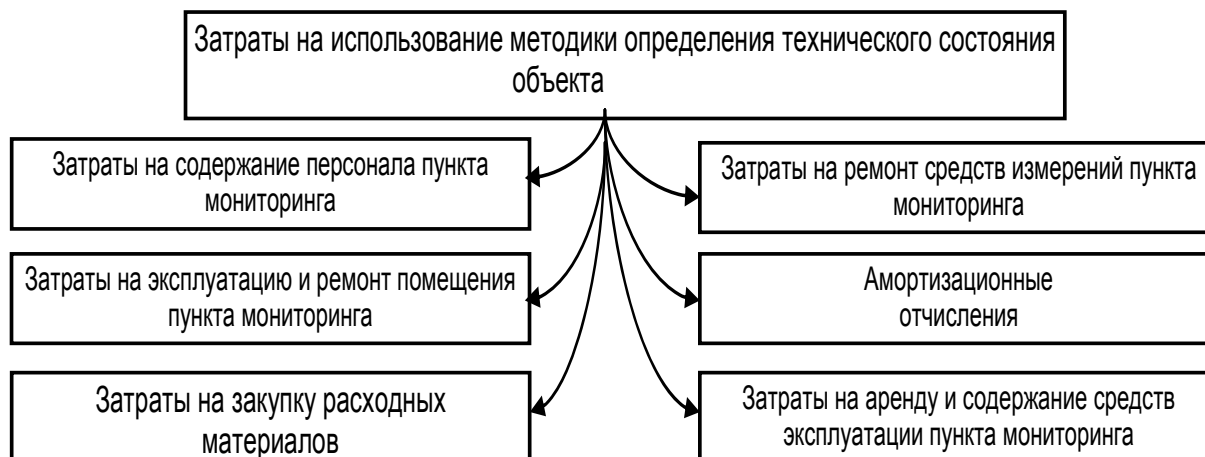 Затраты на использование методики определения технического состояния
объекта
Затраты на содержание персонала пункта
мониторинга
Затраты на ремонт средств измерений пункта
мониторинга
Затраты на эксплуатацию и ремонт помещения
пункта мониторинга
Амортизационные
отчисления
Затраты на закупку расходных
материалов
Затраты на аренду и содержание средств
эксплуатации пункта мониторинга